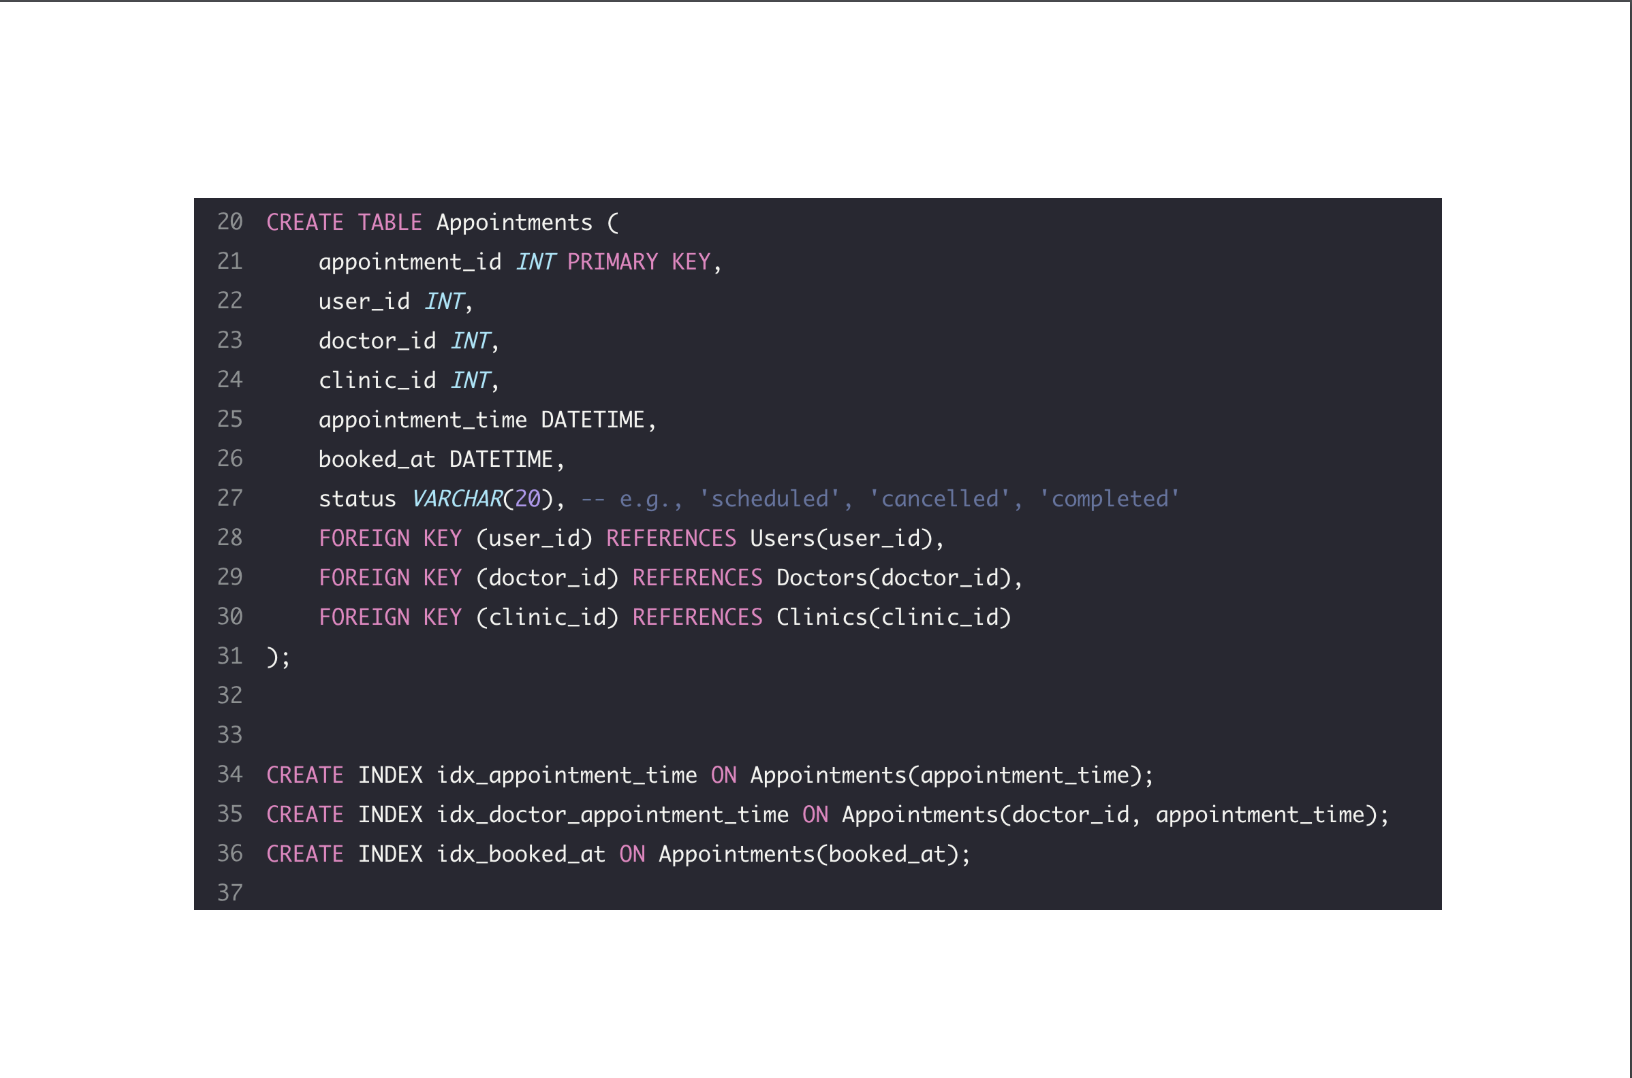 20 CREATE TABLE Appointments (
21     appointment_id INT PRIMARY KEY,
22     user_id INT,
23     doctor_id INT,
24     clinic_id INT,
25     appointment_time DATETIME,
26     booked_at DATETIME,
27     status VARCHAR(20), -- e.g., 'scheduled', 'cancelled', 'completed'
28     FOREIGN KEY (user_id) REFERENCES Users(user_id),
29     FOREIGN KEY (doctor_id) REFERENCES Doctors(doctor_id),
30     FOREIGN KEY (clinic_id) REFERENCES Clinics(clinic_id)
31 );
32
33
34 CREATE INDEX idx_appointment_time ON Appointments(appointment_time);
35 CREATE INDEX idx_doctor_appointment_time ON Appointments(doctor_id, appointment_time);
36 CREATE INDEX idx_booked_at ON Appointments(booked_at);
37